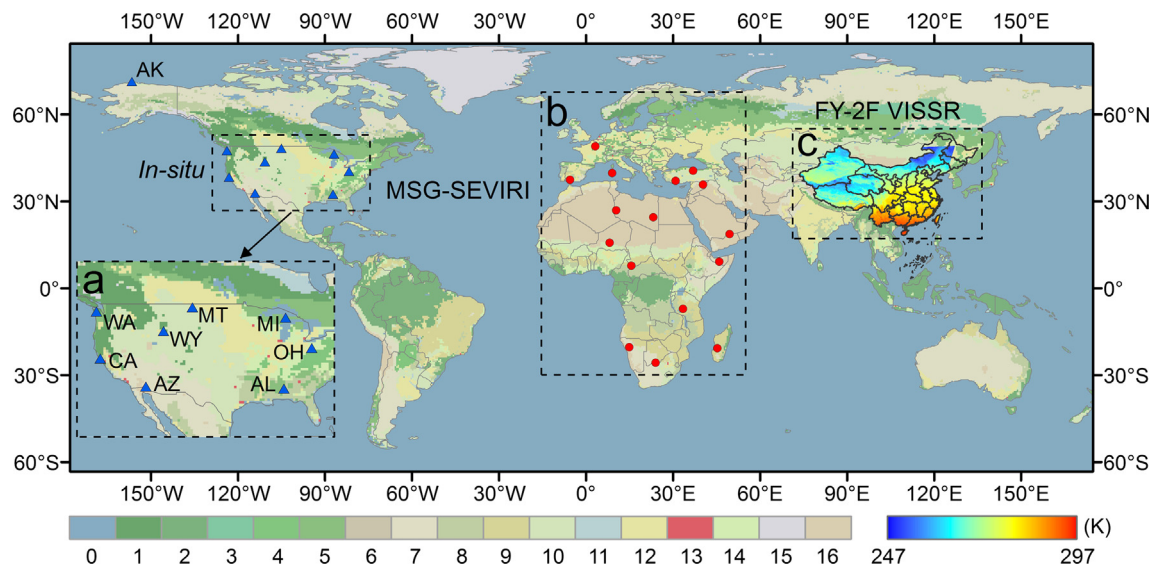 150°W 120°W 90°W 60°W 30°W 0° 30°E 60°E 90°E 120°E 150°E
AK
60°N
b
FY-2F VISSR
60°N
c
In-situ
MSG-SEVIRI
30°N
30°N
a
0°
0°
WA
MT
MI
WY
OH
CA
AZ
AL
30°S
30°S
60°S
60°S
150°W 120°W 90°W 60°W 30°W 0° 30°E 60°E 90°E 120°E 150°E
(K)
0 1 2 3 4 5 6 7 8 9 10 11 12 13 14 15 16
247 297